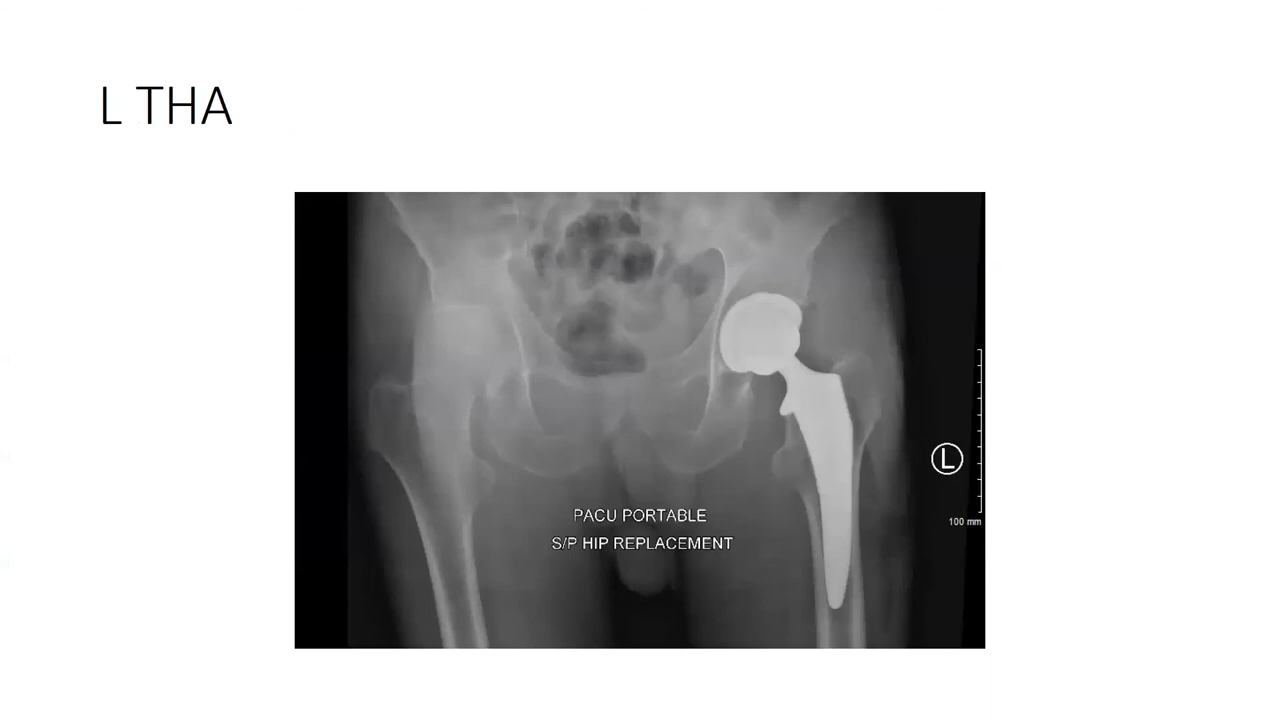 L THA
L
100 mm
PACU PORTABLE
S/P HIP REPLACEMENT